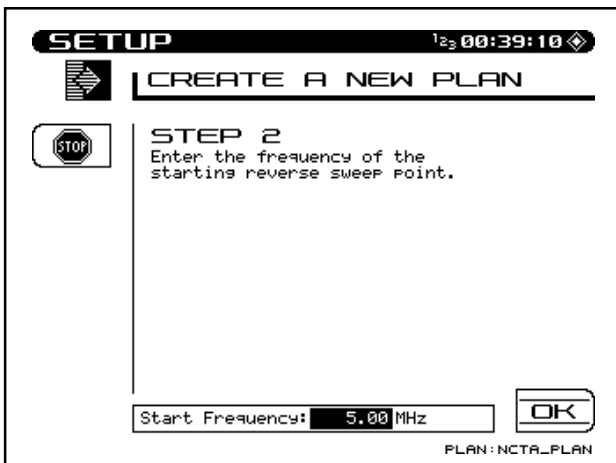 SETUP
123 00:39:10
CREATE A NEW PLAN
STOP
STEP 2
Enter the frequency of the
starting reverse sweep point.
Start Frequency: 5.00 MHz
OK
PLAN:NCTA_PLAN